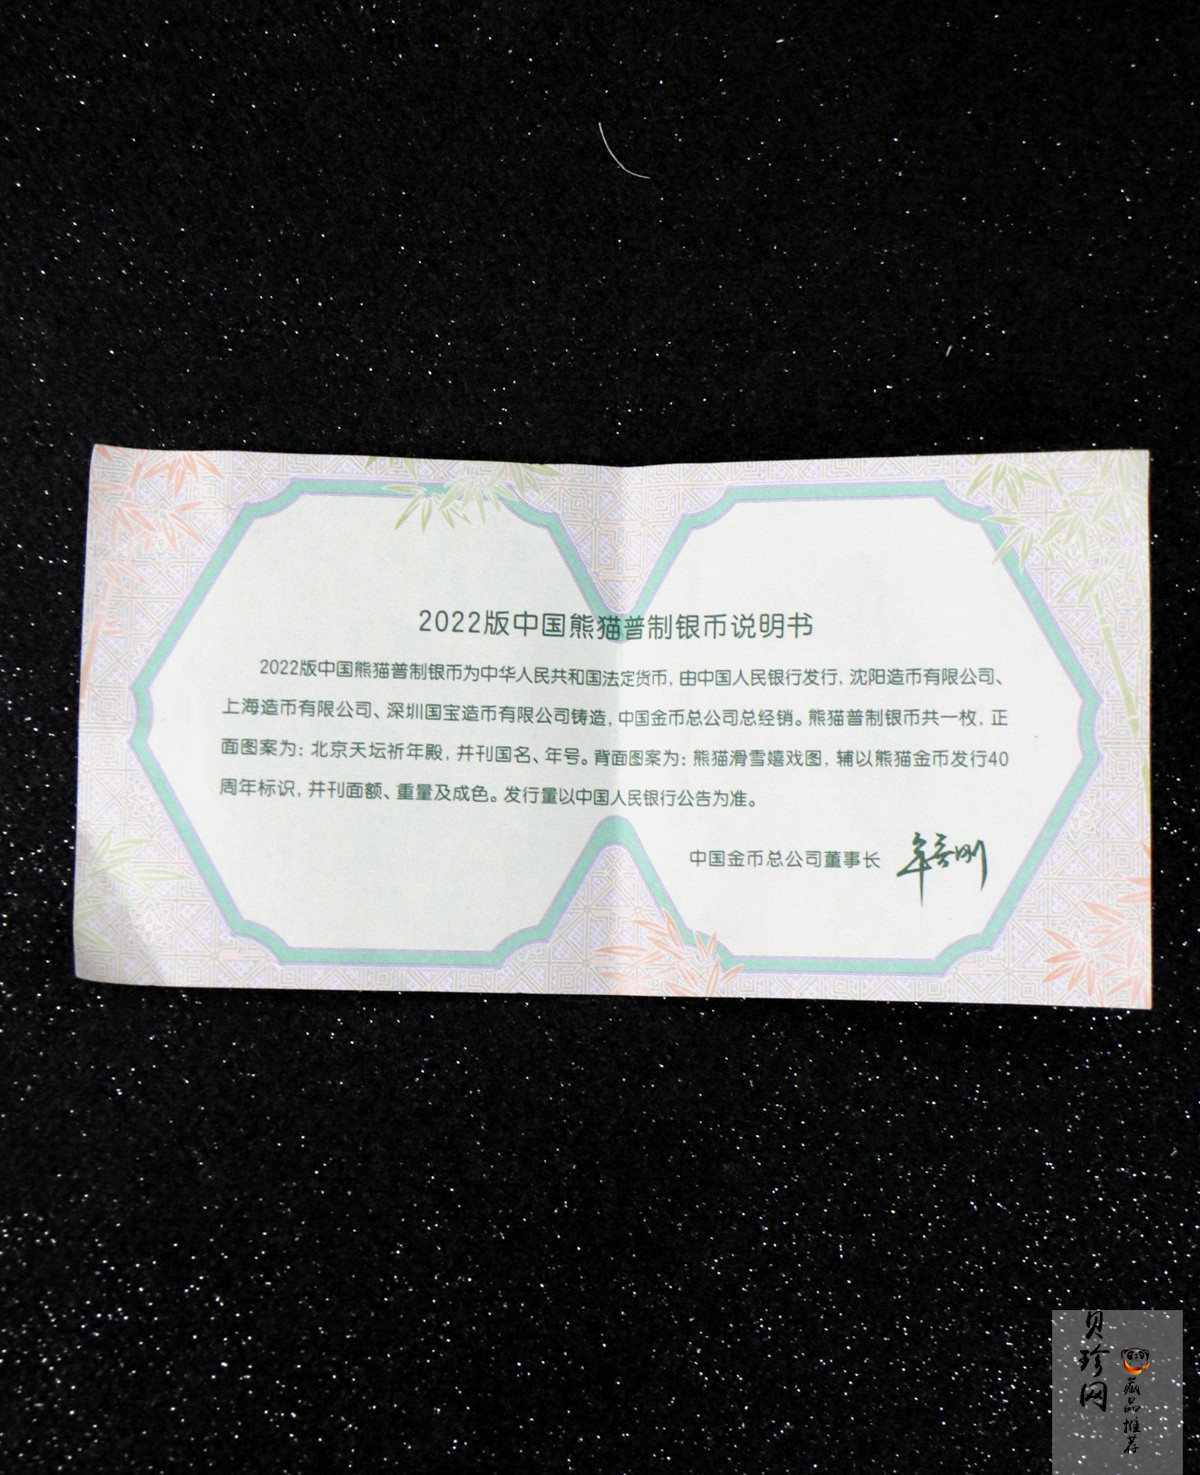 2022版中国熊猫普制银币说明书
2022版中国熊猫普制银币为中华人民共和国法定货币，由中国人民银行发行，沈阳造币有限公司、
上海造币有限公司、深圳国宝造币有限公司铸造，中国金币总公司总经销。熊猫普制银币共一枚，正
面图案为：北京天坛祈年殿，并刊国名、年号。背面图案为：熊猫滑雪嬉戏图，辅以熊猫金币发行40
周年标识，并刊面额、重量及成色。发行量以中国人民银行公告为准。
中国金币总公司董事长
贝珍网
藏品推荐